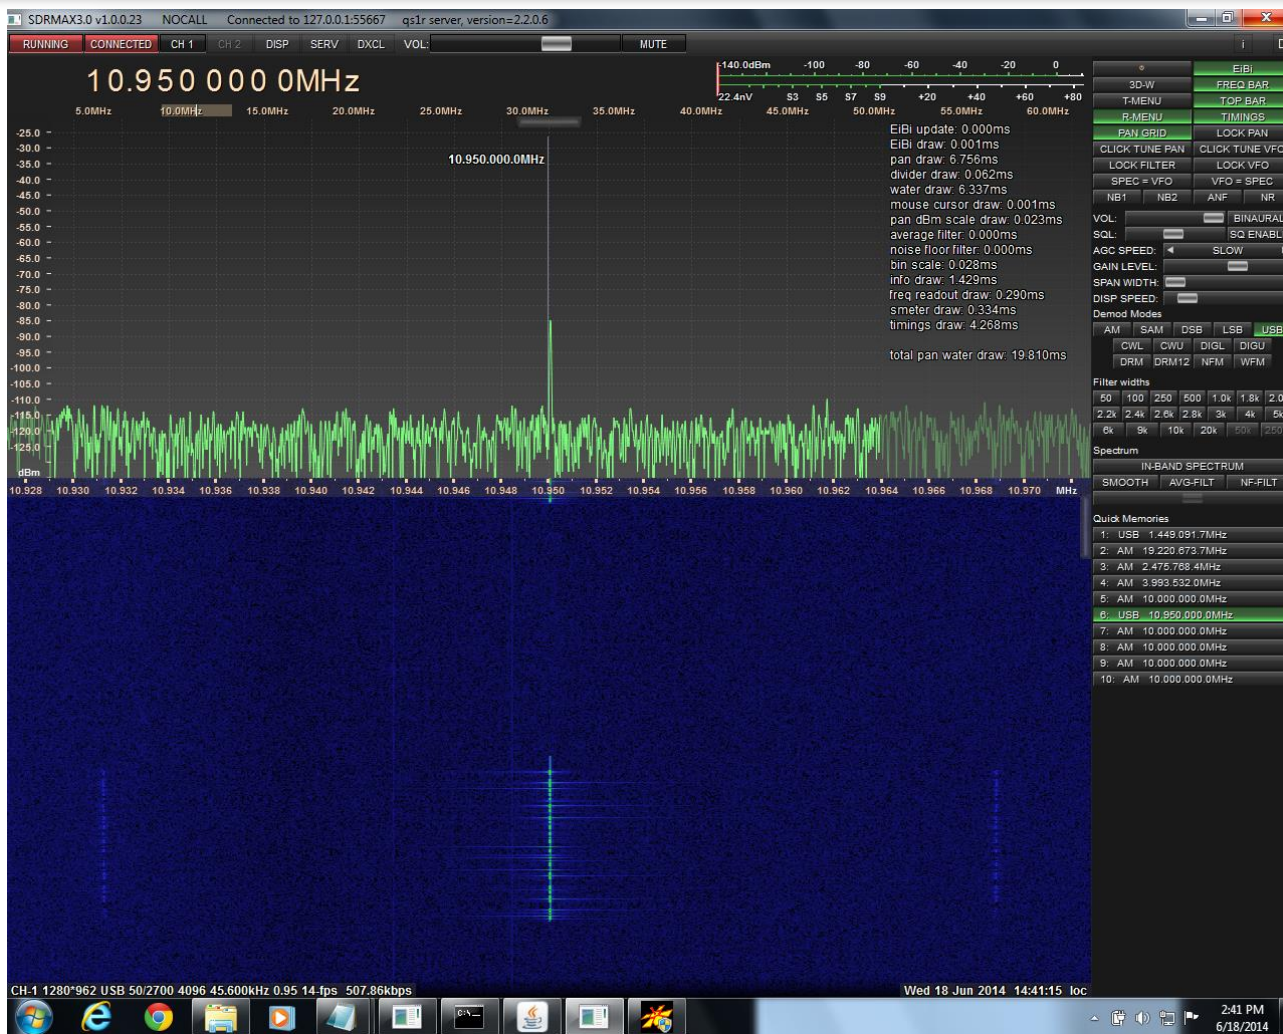 SDRMAX3.0 v1.0.0.23 NOCALL Connected to 127.0.0.1:55667 qs1r server, version=2.2.0.6
RUNNING CONNECTED CH 1 CH 2 DISP SERV DXCL VOL: MUTE i
10.950 000 0MHz
-140.0dBm -100 -80 -60 -40 -20 0
22.4nV S3 S5 S7 S9 +20 +40 +60 +80
5.0MHz 10.0MHz 15.0MHz 20.0MHz 25.0MHz 30.0MHz 35.0MHz 40.0MHz 45.0MHz 50.0MHz 55.0MHz 60.0MHz
-25.0
-30.0
-35.0
-40.0
-45.0
-50.0
-55.0
-60.0
-65.0
-70.0
-75.0
-80.0
-85.0
-90.0
-95.0
-100.0
-105.0
-110.0
-115.0
-120.0
-125.0
dBm
10.950.000.0MHz
EiBi update: 0.000ms
EiBi draw: 0.001ms
pan draw: 6.756ms
divider draw: 0.062ms
water draw: 6.337ms
mouse cursor draw: 0.001ms
pan dBm scale draw: 0.023ms
average filter: 0.000ms
noise floor filter: 0.000ms
bin scale: 0.028ms
info draw: 1.429ms
freq readout draw: 0.290ms
smeter draw: 0.334ms
timings draw: 4.268ms
total pan water draw: 19.810ms
10.928 10.930 10.932 10.934 10.936 10.938 10.940 10.942 10.944 10.946 10.948 10.950 10.952 10.954 10.956 10.958 10.960 10.962 10.964 10.966 10.968 10.970 MHz
EiBi
3D-W FREQ BAR
T-MENU TOP BAR
R-MENU TIMINGS
PAN GRID LOCK PAN
CLICK TUNE PAN CLICK TUNE VFO
LOCK FILTER LOCK VFO
SPEC = VFO VFO = SPEC
NB1 NB2 ANF NR
VOL: BINAURAL
SQL: SQ ENABL
AGC SPEED: SLOW
GAIN LEVEL:
SPAN WIDTH:
DISP SPEED:
Demod Modes
AM SAM DSB LSB USB
CWL CWU DIGL DIGU
DRM DRM12 NFM WFM
Filter widths
50 100 250 500 1.0k 1.8k 2.0
2.2k 2.4k 2.6k 2.8k 3k 4k 5k
6k 9k 10k 20k 50k 250
Spectrum
IN-BAND SPECTRUM
SMOOTH AVG-FILT NF-FILT
Quick Memories
1: USB 1.449.091.7MHz
2: AM 19.220.673.7MHz
3: AM 2.475.768.4MHz
4: AM 3.993.532.0MHz
5: AM 10.000.000.0MHz
6: USB 10.950.000.0MHz
7: AM 10.000.000.0MHz
8: AM 10.000.000.0MHz
9: AM 10.000.000.0MHz
10: AM 10.000.000.0MHz
CH-1 1280*962 USB 50/2700 4096 45.600kHz 0.95 14-fps 507.86kbps
Wed 18 Jun 2014 14:41:15 loc
C:\
2:41 PM
6/18/2014